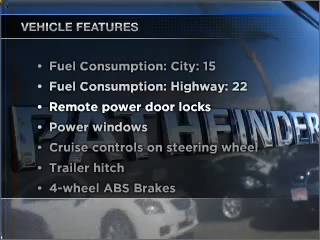 VEHICLE FEATURES
• Fuel Consumption: City: 15
• Fuel Consumption: Highway: 22
• Remote power door locks
• Power windows
• Cruise controls on steering wheel
• Trailer hitch
• 4-wheel ABS Brakes
PATHFINDER